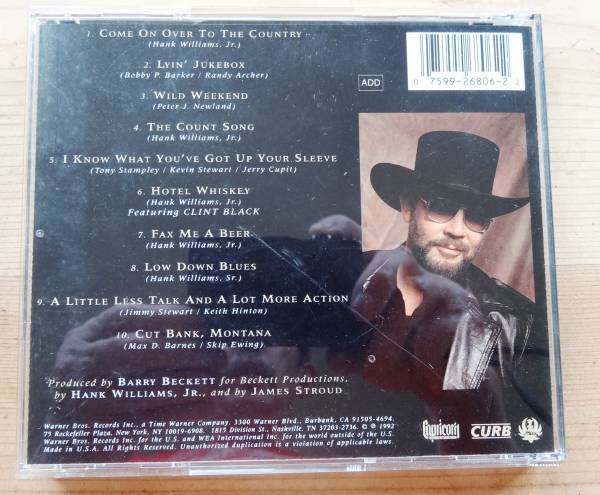 1. COME ON OVER TO THE COUNTRY
(Hank Williams, Jr.)
2. LYIN' JUKEBOX
(Bobby P. Barker / Randy Archer)
3. WILD WEEKEND
(Peter J. Newland)
4. THE COUNT SONG
(Hank Williams, Jr.)
5. I KNOW WHAT YOU'VE GOT UP YOUR SLEEVE
(Tony Stampley / Kevin Stewart / Jerry Cupit)
6. HOTEL WHISKEY
(Hank Williams, Jr.)
Featuring CLINT BLACK
7. FAX ME A BEER
(Hank Williams, Jr.)
8. LOW DOWN BLUES
(Hank Williams, Sr.)
9. A LITTLE LESS TALK AND A LOT MORE ACTION
(Jimmy Stewart / Keith Hinton)
10. CUT BANK, MONTANA
(Max D. Barnes / Skip Ewing)
Produced by BARRY BECKETT for Beckett Productions,
by HANK WILLIAMS, JR., and by JAMES STROUD
ADD
0 7599-26806-2 2
Warner Bros. Records Inc., a Time Warner Company. 3300 Warner Blvd., Burbank, CA 91505-4694.
75 Rockefeller Plaza, New York, NY 10019-6908. 1815 Division St., Nashville, TN 37203-2736. © ℗ 1992
Warner Bros. Records Inc. for the U.S. and WEA International Inc. for the world outside of the U.S.
Made in U.S.A. All Rights Reserved. Unauthorized duplication is a violation of applicable laws.
Capricorn
CURB